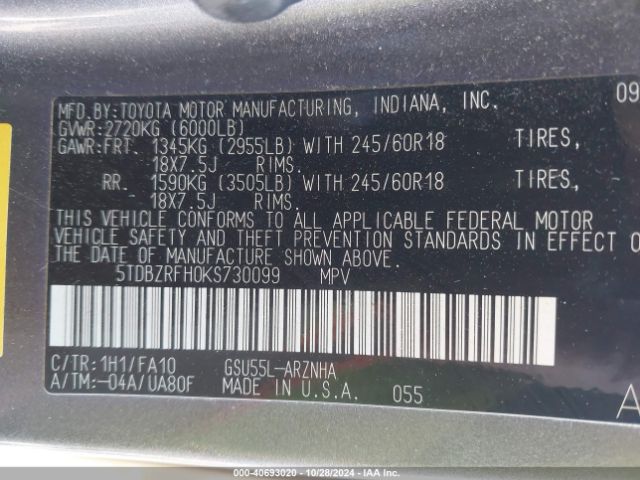 MFD.BY:TOYOTA MOTOR MANUFACTURING, INDIANA, INC. 09
GVWR:2720KG (6000LB)
GAWR:FRT. 1345KG (2955LB) WITH 245/60R18 TIRES,
18X7.5J RIMS.
RR. 1590KG (3505LB) WITH 245/60R18 TIRES,
18X7.5J RIMS.
THIS VEHICLE CONFORMS TO ALL APPLICABLE FEDERAL MOTOR
VEHICLE SAFETY AND THEFT PREVENTION STANDARDS IN EFFECT O
THE DATE OF MANUFACTURE SHOWN ABOVE.
5TDBZRFH0KS730099 MPV
C/TR:1H1/FA10 GSU55L-ARZNHA
A/TM:-04A/UA80F MADE IN U.S.A. 055
A
000-40693020 - 10/28/2024 - IAA Inc.